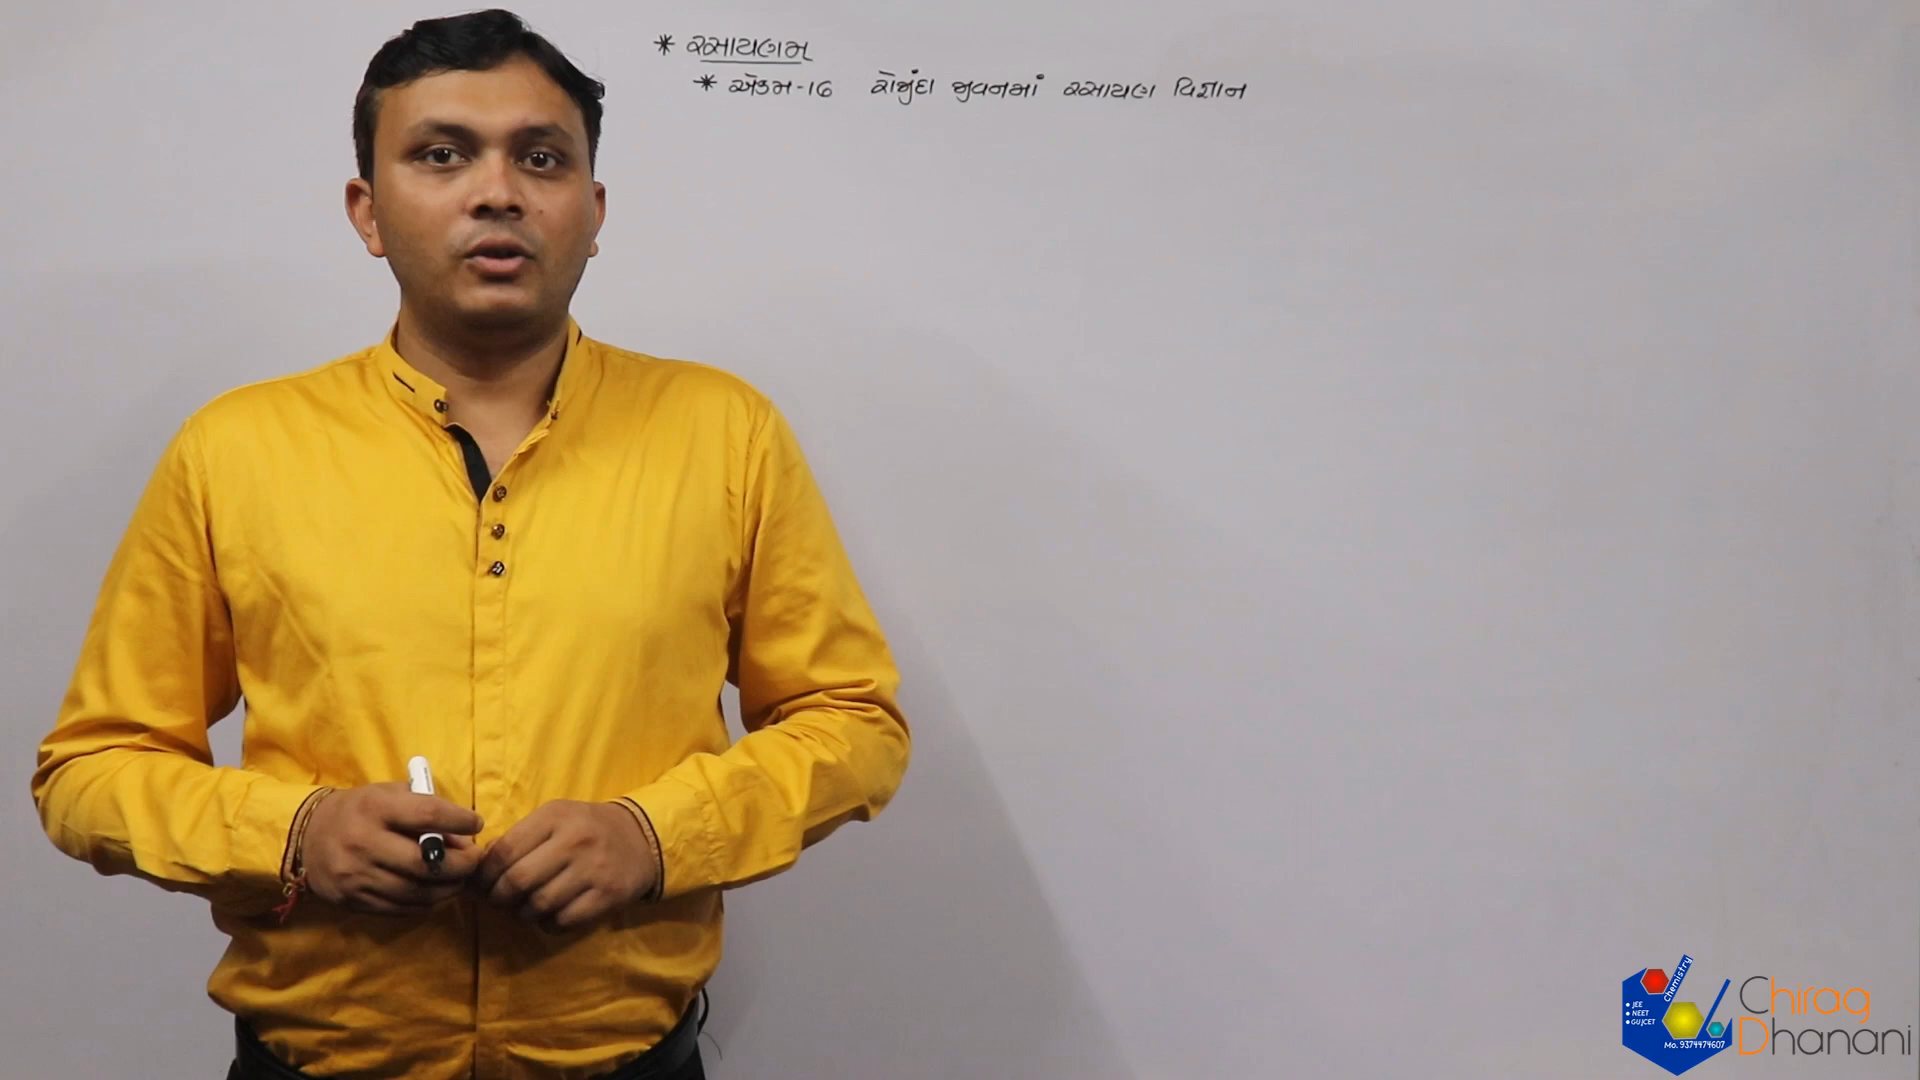 * રસાયણમ્
* એકમ-16 રોજુંદા જીવનમાં રસાયણ વિજ્ઞાન
Chemistry
• JEE
• NEET
• GUJCET
Mo. 9374474607
Chirag
Dhanani